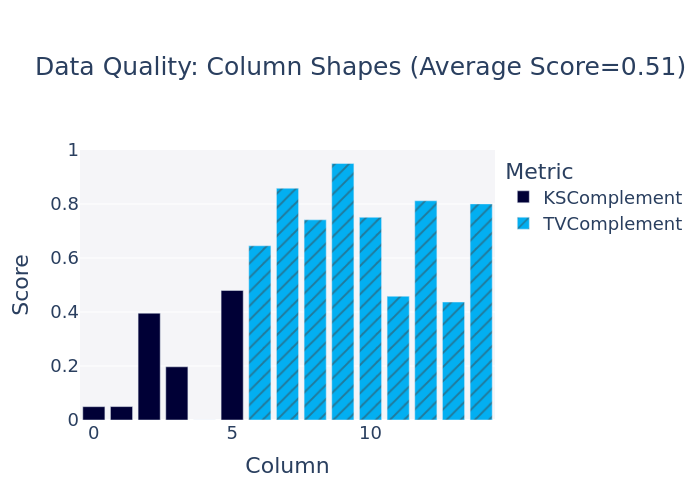 Data Quality: Column Shapes (Average Score=0.51)
Metric
KSComplement
TVComplement
Score
1
0.8
0.6
0.4
0.2
0
0 5 10
Column